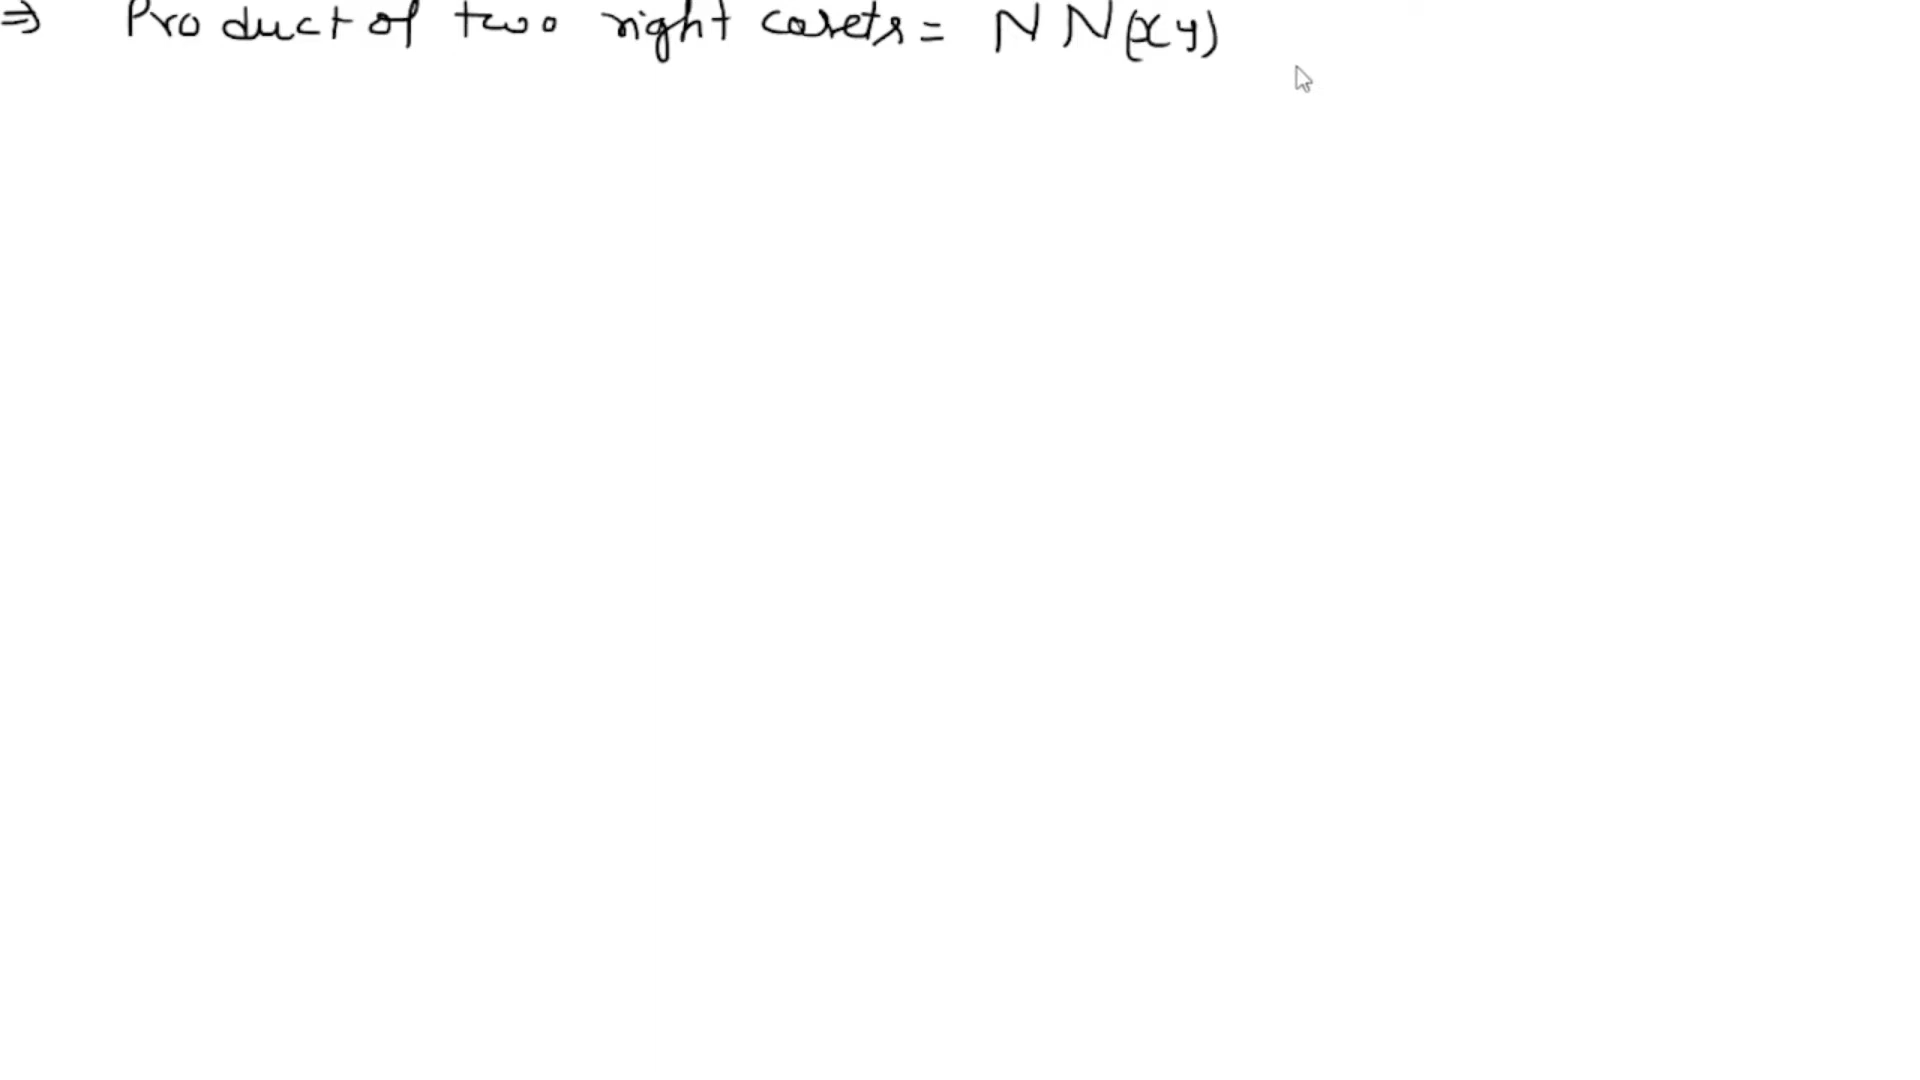 ⇒ Product of two right cosets = N N(xy)